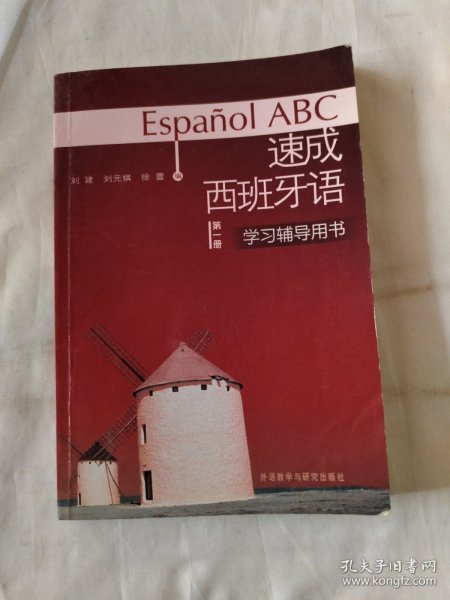 Español ABC
速成
西班牙语
刘建 刘元祺 徐蕾 编
第一册
学习辅导用书
外语教学与研究出版社
孔夫子旧书网
www.kongfz.com